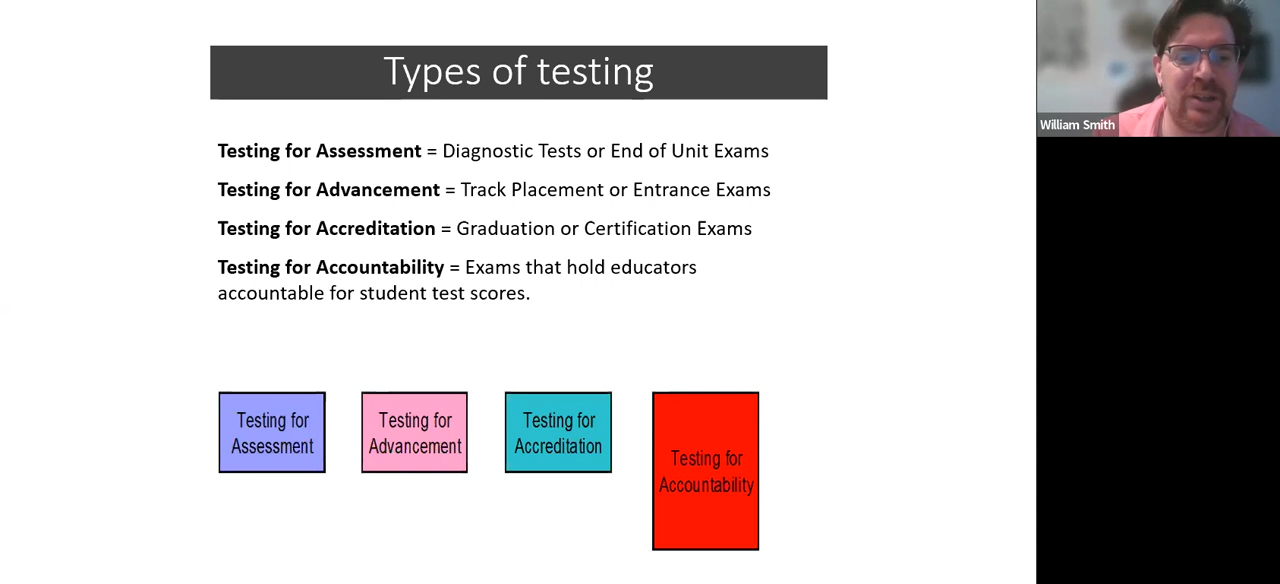 Types of testing
Testing for Assessment = Diagnostic Tests or End of Unit Exams
Testing for Advancement = Track Placement or Entrance Exams
Testing for Accreditation = Graduation or Certification Exams
Testing for Accountability = Exams that hold educators
accountable for student test scores.
Testing for
Assessment
Testing for
Advancement
Testing for
Accreditation
Testing for
Accountability
William Smith